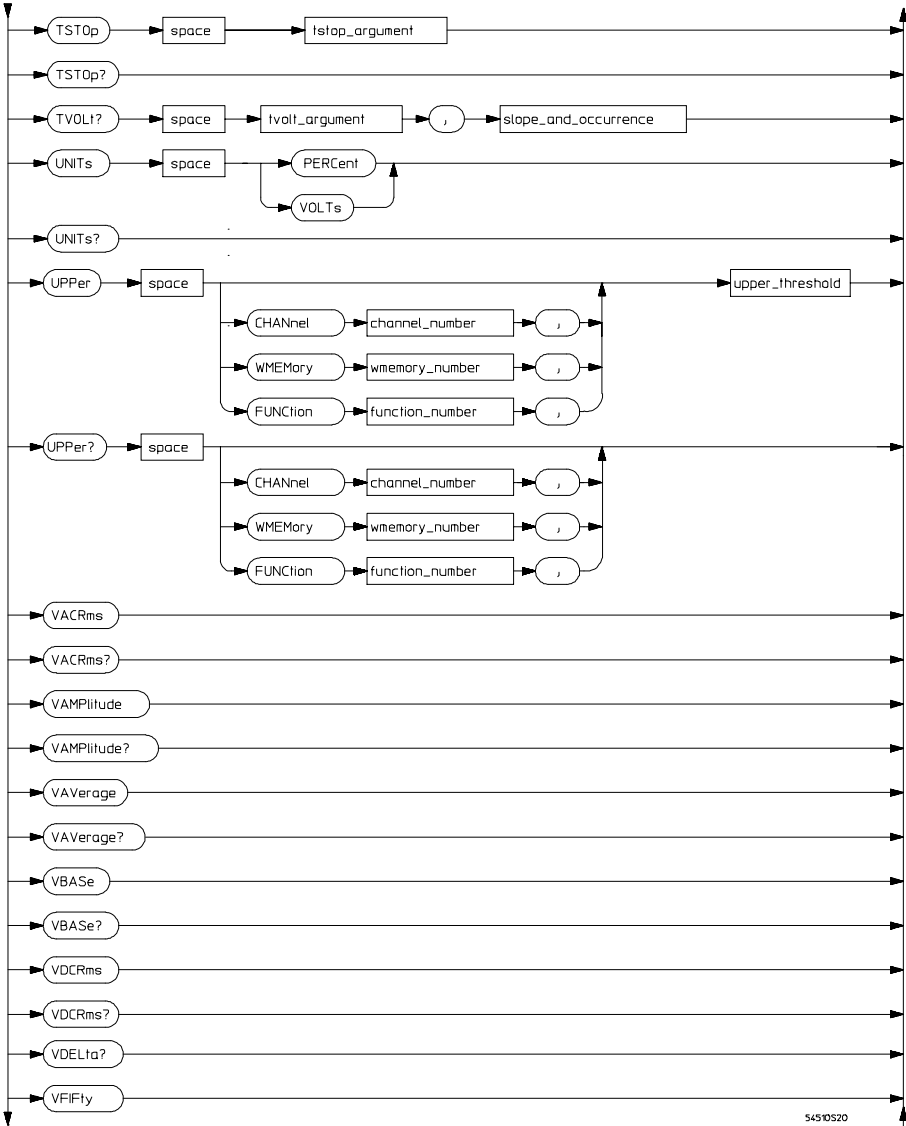 TSTOp space tstop_argument
TSTOp?
TVOLt? space tvolt_argument , slope_and_occurrence
UNITs space PERCent
VOLTs
UNITs?
UPPer space upper_threshold
CHANnel channel_number ,
WMEMory wmemory_number ,
FUNCtion function_number ,
UPPer? space
CHANnel channel_number ,
WMEMory wmemory_number ,
FUNCtion function_number ,
VACRms
VACRms?
VAMPlitude
VAMPlitude?
VAVerage
VAVerage?
VBASe
VBASe?
VDCRms
VDCRms?
VDELta?
VFIFty
54510S20